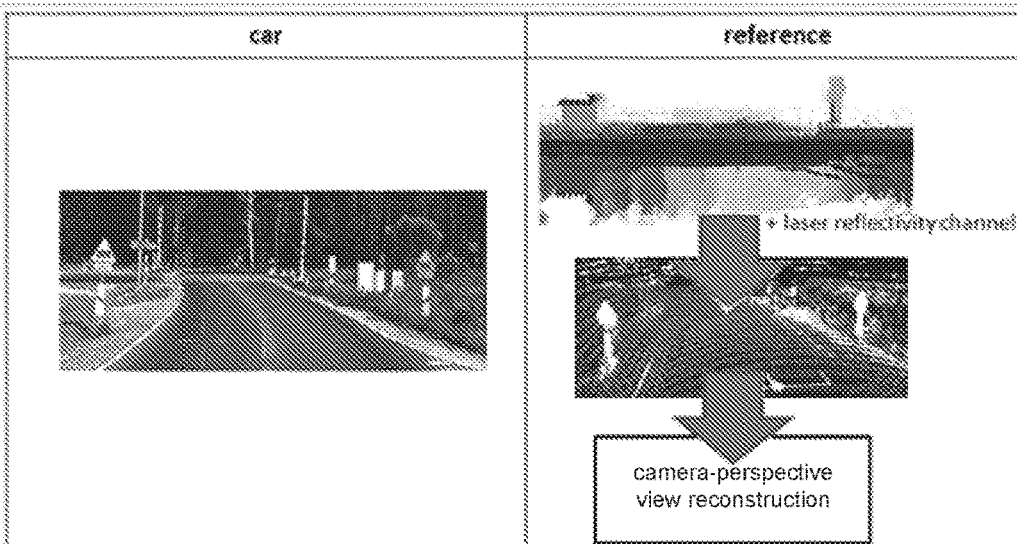 car
reference
+ laser reflectivity channel
camera-perspective
view reconstruction